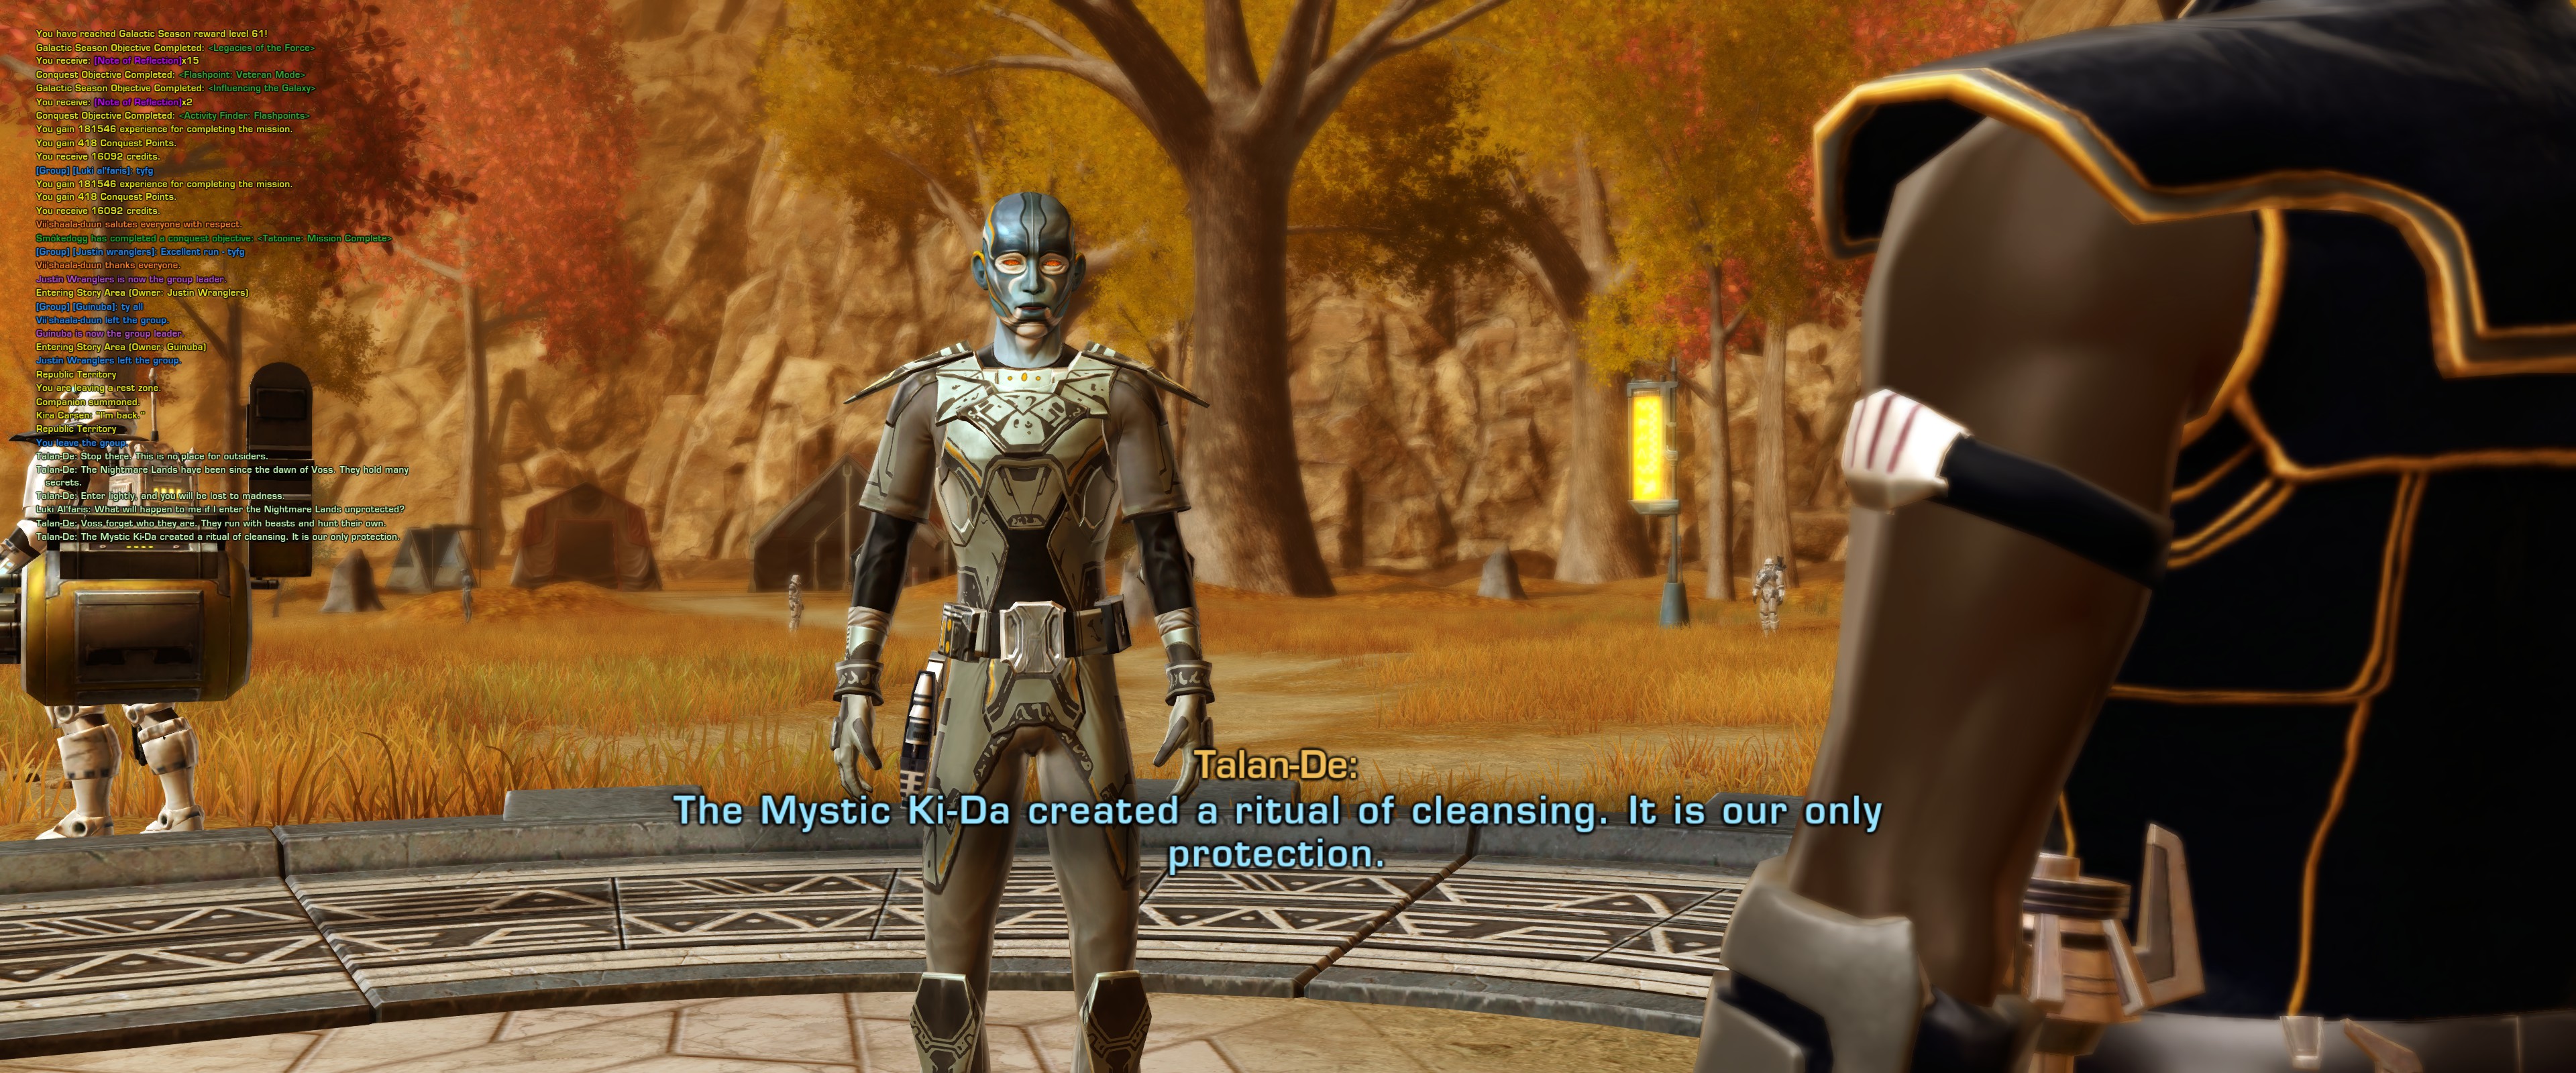 You have reached Galactic Season reward level 61!
Galactic Season Objective Completed: <Legacies of the Force>
You receive: [Note of Reflection]x15
Conquest Objective Completed: <Flashpoint: Veteran Mode>
Galactic Season Objective Completed: <Influencing the Galaxy>
You receive: [Note of Reflection]x2
Conquest Objective Completed: <Activity Finder: Flashpoints>
You gain 181546 experience for completing the mission.
You gain 418 Conquest Points.
You receive 16092 credits.
[Group] [Luki al'faris]: tyfg
You gain 181546 experience for completing the mission.
You gain 418 Conquest Points.
You receive 16092 credits.
Vii'shaala-duun salutes everyone with respect.
Smökedogg has completed a conquest objective: <Tatooine: Mission Complete>
[Group] [Justin wranglers]: Excellent run - tyfg
Vii'shaala-duun thanks everyone.
Justin Wranglers is now the group leader.
Entering Story Area (Owner: Justin Wranglers)
[Group] [Guinuba]: ty all
Vii'shaala-duun left the group.
Guinuba is now the group leader.
Entering Story Area (Owner: Guinuba)
Justin Wranglers left the group.
Republic Territory
You are leaving a rest zone.
Companion summoned.
Kira Carsen: "I'm back."
Republic Territory
You leave the group.
Talan-De: Stop there. This is no place for outsiders.
Talan-De: The Nightmare Lands have been since the dawn of Voss. They hold many
secrets.
Talan-De: Enter lightly, and you will be lost to madness.
Luki Al'faris: What will happen to me if I enter the Nightmare Lands unprotected?
Talan-De: Voss forget who they are. They run with beasts and hunt their own.
Talan-De: The Mystic Ki-Da created a ritual of cleansing. It is our only protection.
Talan-De:
The Mystic Ki-Da created a ritual of cleansing. It is our only
protection.